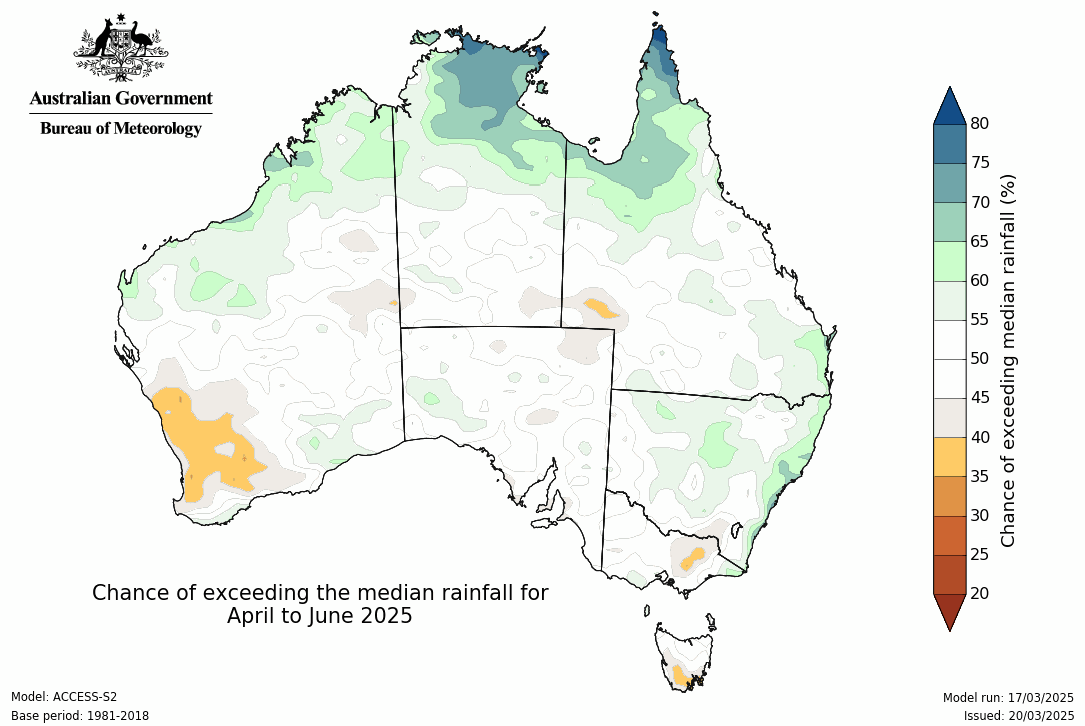 Australian Government
Bureau of Meteorology
80
75
70
65
60
55
50
45
40
35
30
25
20
Chance of exceeding median rainfall (%)
Chance of exceeding the median rainfall for
April to June 2025
Model: ACCESS-S2
Base period: 1981-2018
Model run: 17/03/2025
Issued: 20/03/2025